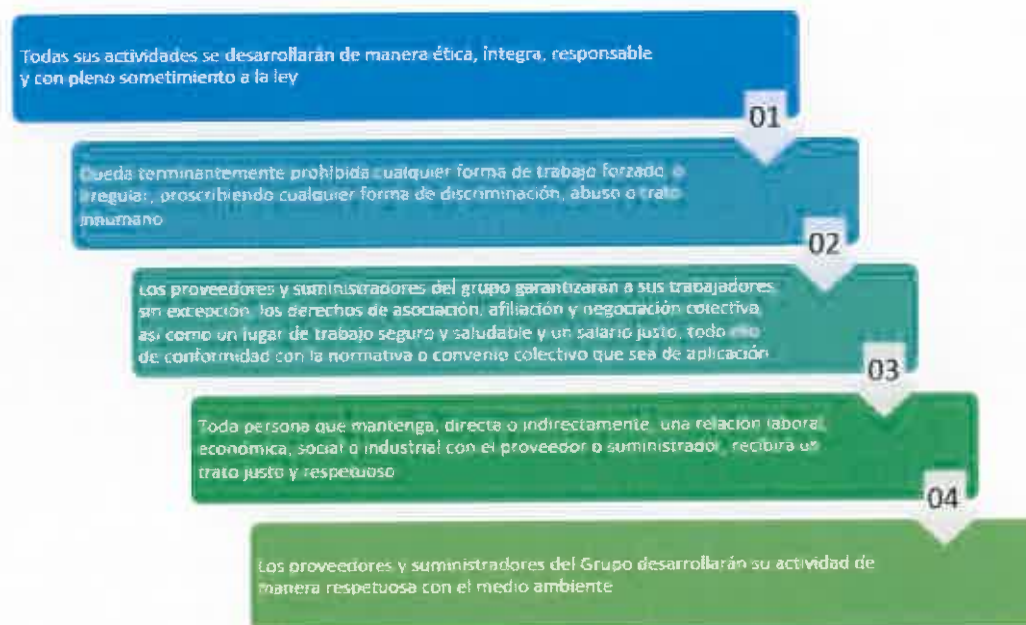 Todas sus actividades se desarrollarán de manera ética, íntegra, responsable
y con pleno sometimiento a la ley
01
Queda terminantemente prohibida cualquier forma de trabajo forzado o
irregular, proscribiendo cualquier forma de discriminación, abuso o trato
inhumano
02
Los proveedores y suministradores del grupo garantizarán a sus trabajadores
sin excepción, los derechos de asociación, afiliación y negociación colectiva,
así como un lugar de trabajo seguro y saludable y un salario justo, todo ello
de conformidad con la normativa o convenio colectivo que sea de aplicación
03
Toda persona que mantenga, directa o indirectamente, una relación laboral,
económica, social o industrial con el proveedor o suministrador, recibirá un
trato justo y respetuoso
04
Los proveedores y suministradores del Grupo desarrollarán su actividad de
manera respetuosa con el medio ambiente